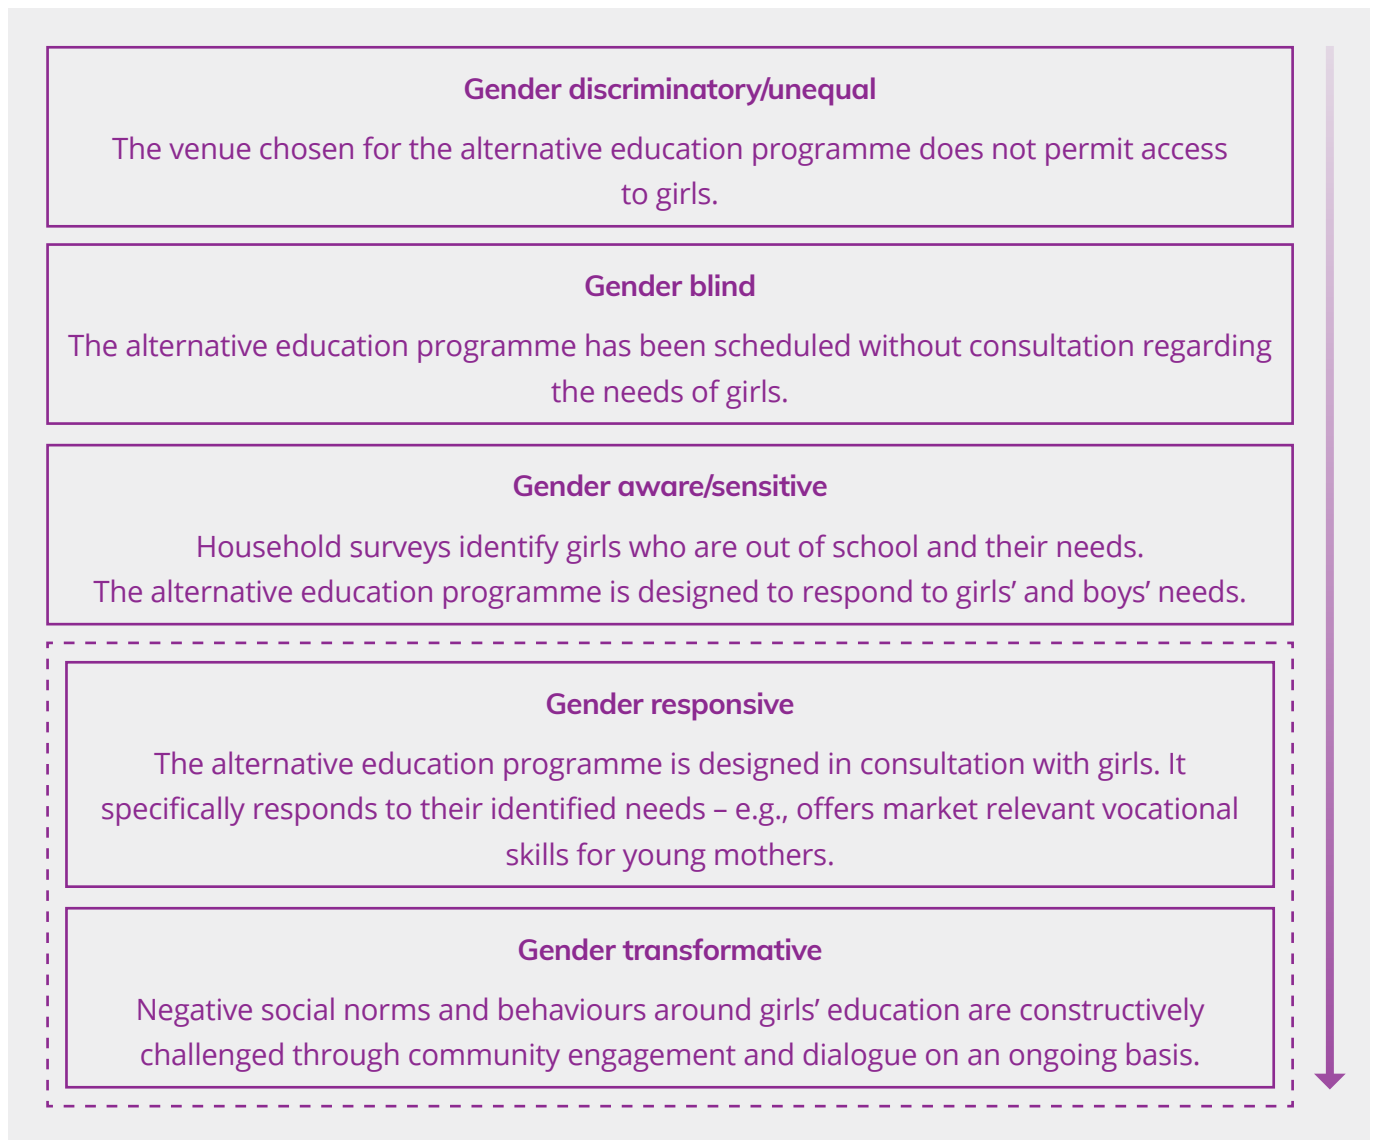 Gender discriminatory/unequal
The venue chosen for the alternative education programme does not permit access
to girls.
Gender blind
The alternative education programme has been scheduled without consultation regarding
the needs of girls.
Gender aware/sensitive
Household surveys identify girls who are out of school and their needs.
The alternative education programme is designed to respond to girls’ and boys’ needs.
Gender responsive
The alternative education programme is designed in consultation with girls. It
specifically responds to their identified needs – e.g., offers market relevant vocational
skills for young mothers.
Gender transformative
Negative social norms and behaviours around girls’ education are constructively
challenged through community engagement and dialogue on an ongoing basis.